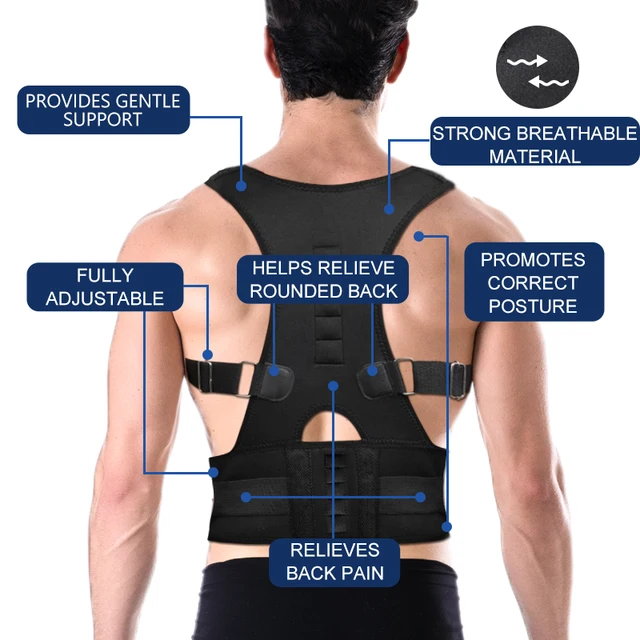 PROVIDES GENTLE
SUPPORT
STRONG BREATHABLE
MATERIAL
FULLY
ADJUSTABLE
HELPS RELIEVE
ROUNDED BACK
PROMOTES
CORRECT
POSTURE
RELIEVES
BACK PAIN